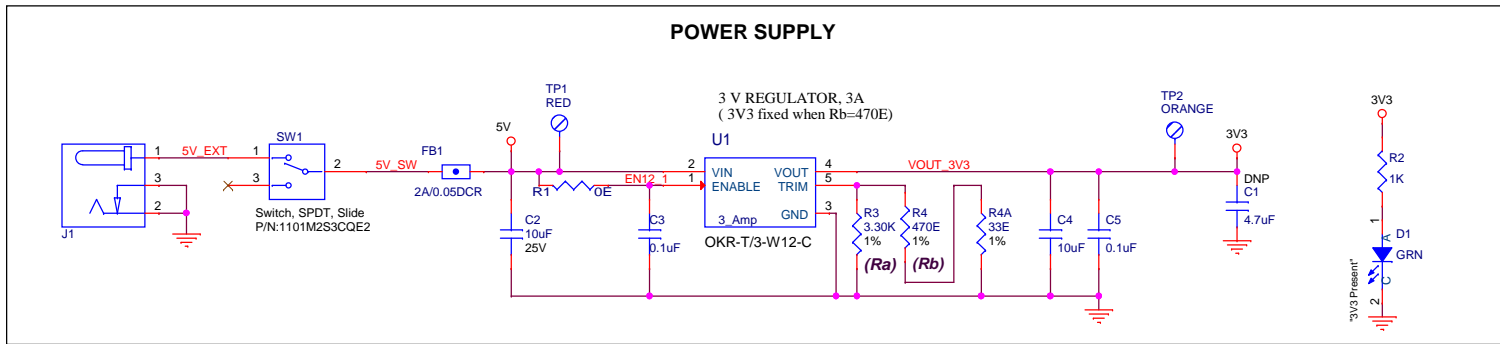 POWER SUPPLY
J1
1
3
2
5V_EXT
SW1
1
3
2
Switch, SPDT, Slide
P/N:1101M2S3CQE2
5V_SW
FB1
2A/0.05DCR
5V
TP1
RED
R1
0E
EN12_1
C2
10uF
25V
C3
0.1uF
3 V REGULATOR, 3A
( 3V3 fixed when Rb=470E)
U1
2
1
VIN
ENABLE
VOUT
TRIM
GND
4
5
3
3_Amp
OKR-T/3-W12-C
VOUT_3V3
R3
3.30K
1%
(Ra)
R4
470E
1%
(Rb)
R4A
33E
1%
C4
10uF
C5
0.1uF
TP2
ORANGE
3V3
DNP
C1
4.7uF
3V3
R2
1K
1
D1
A
GRN
C
2
"3V3 Present"